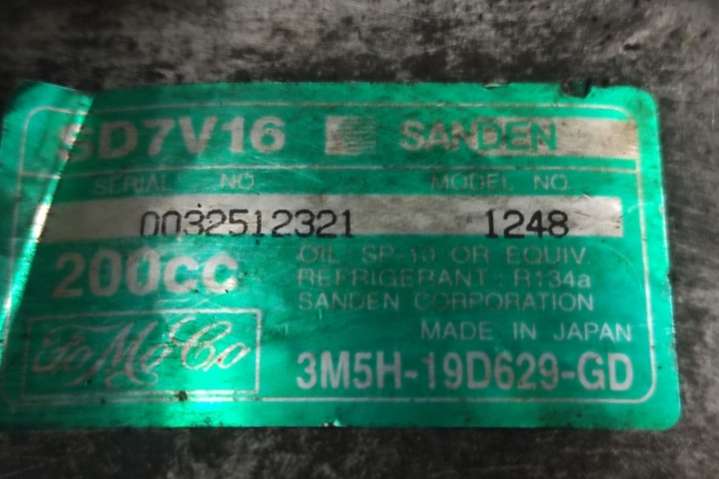 SD7V16 SANDEN
SERIAL NO. MODEL NO.
0032512321 1248
200cc
OIL SP-10 OR EQUIV.
REFRIGERANT : R134a
SANDEN CORPORATION
MADE IN JAPAN
FoMoCo
3M5H-19D629-GD